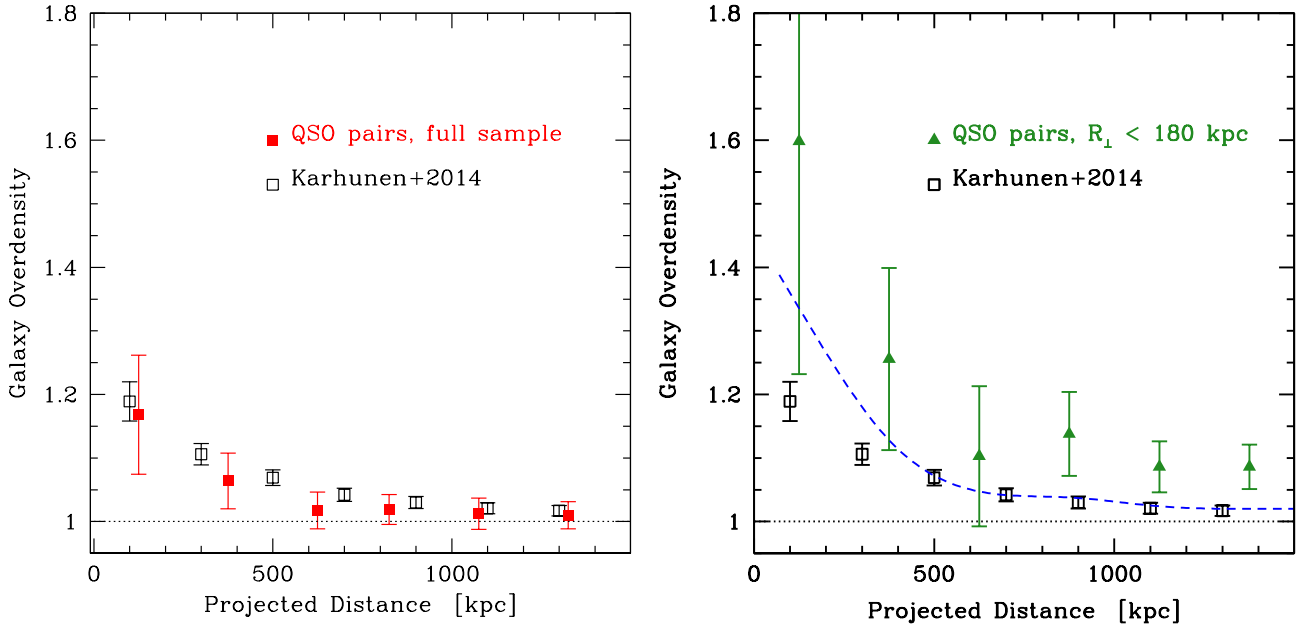 1.8
1.6
1.4
1.2
1
0
500
1000
Galaxy Overdensity
Projected Distance [kpc]
QSO pairs, full sample
Karhunen+2014
1.8
1.6
1.4
1.2
1
0
500
1000
Galaxy Overdensity
Projected Distance [kpc]
QSO pairs, R⊥ < 180 kpc
Karhunen+2014